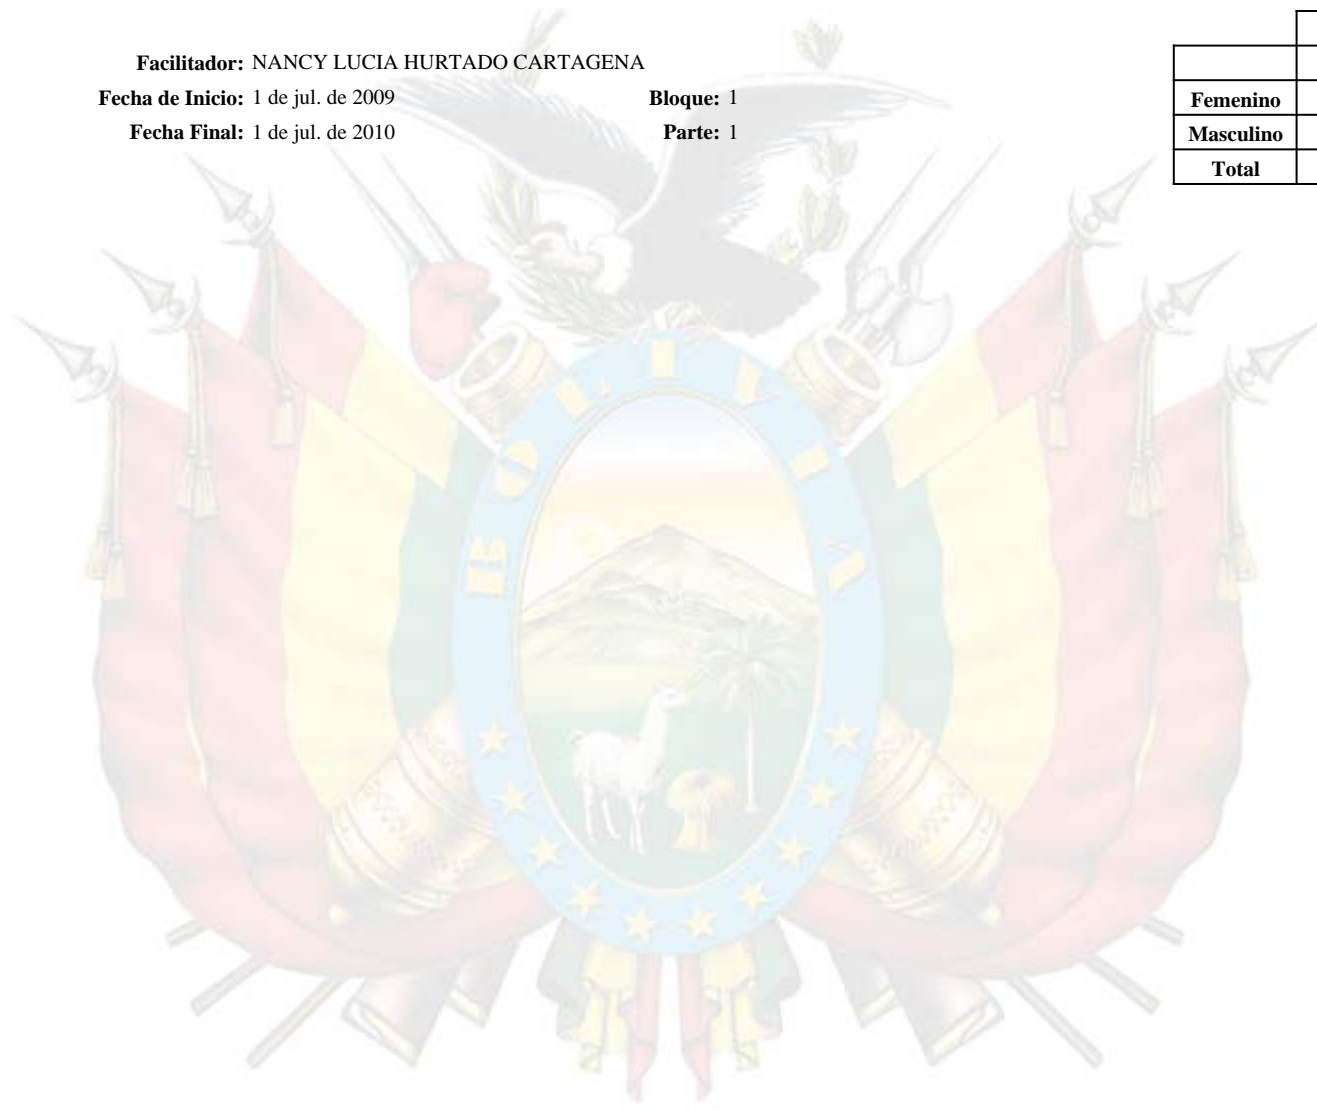 Facilitador: NANCY LUCIA HURTADO CARTAGENA
Fecha de Inicio: 1 de jul. de 2009 Bloque: 1
Fecha Final: 1 de jul. de 2010 Parte: 1
Femenino
Masculino
Total
BOLIVIA